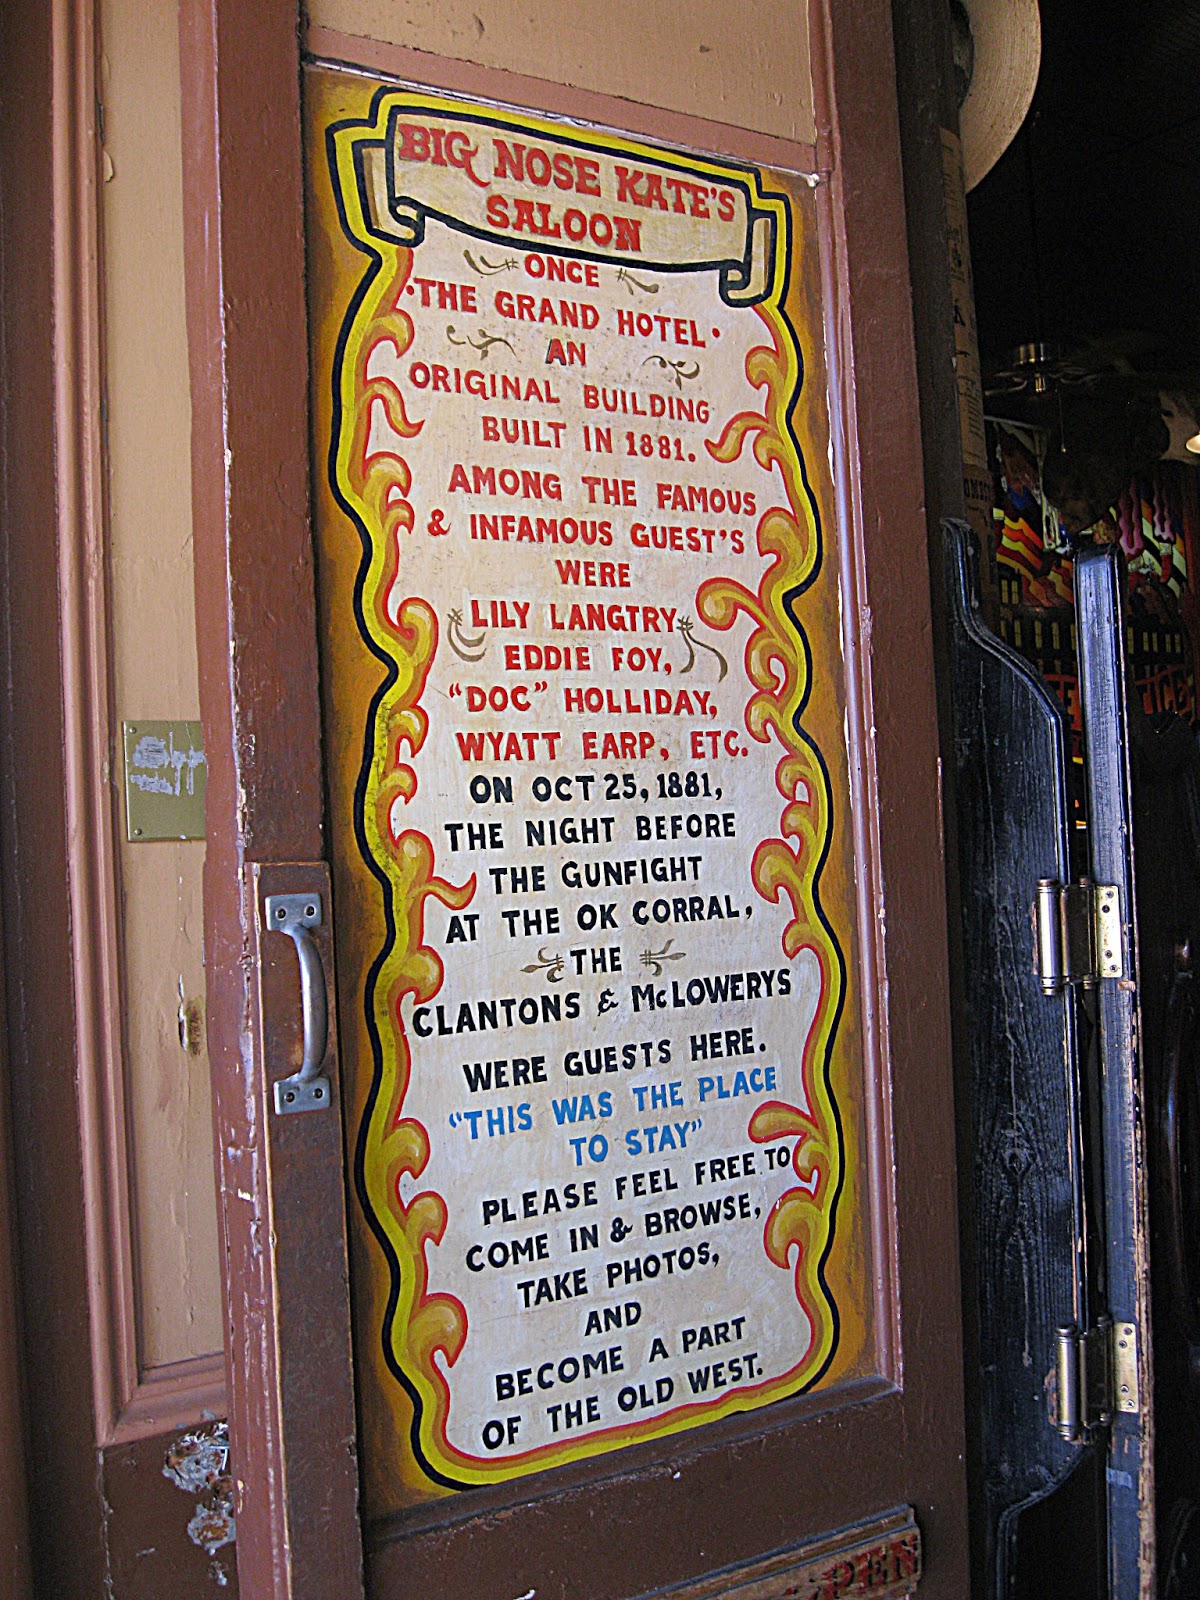 BIG NOSE KATE'S
SALOON
ONCE
·THE GRAND HOTEL·
AN
ORIGINAL BUILDING
BUILT IN 1881.
AMONG THE FAMOUS
& INFAMOUS GUEST'S
WERE
LILY LANGTRY
EDDIE FOY,
"DOC" HOLLIDAY,
WYATT EARP, ETC.
ON OCT 25, 1881,
THE NIGHT BEFORE
THE GUNFIGHT
AT THE OK CORRAL,
THE
CLANTONS & McLOWERYS
WERE GUESTS HERE.
"THIS WAS THE PLACE
TO STAY"
PLEASE FEEL FREE TO
COME IN & BROWSE,
TAKE PHOTOS,
AND
BECOME A PART
OF THE OLD WEST.
OPEN